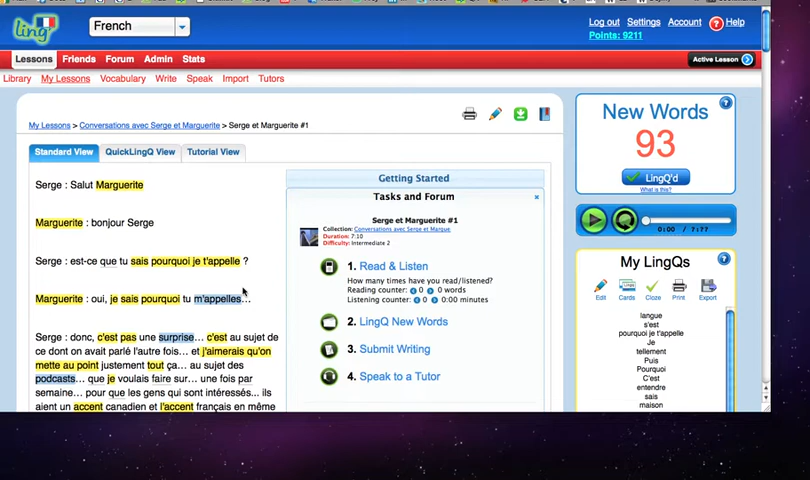 ling
French
Log out Settings Account Help
Points: 9211
Lessons Friends Forum Admin Stats
Active Lesson
Library My Lessons Vocabulary Write Speak Import Tutors
My Lessons > Conversations avec Serge et Marguerite > Serge et Marguerite #1
Standard View QuickLingQ View Tutorial View
Serge : Salut Marguerite
Marguerite : bonjour Serge
Serge : est-ce que tu sais pourquoi je t'appelle ?
Marguerite : oui, je sais pourquoi tu m'appelles...
Serge : donc, c'est pas une surprise... c'est au sujet de
ce dont on avait parlé l'autre fois... et j'aimerais qu'on
mette au point justement tout ça... au sujet des
podcasts... que je voulais faire sur... une fois par
semaine... pour que les gens qui sont intéressés... ils
aient un accent canadien et l'accent français en même
Getting Started
Tasks and Forum
Serge et Marguerite #1
Collection: Conversations avec Serge et Margue
Duration: 7:10
Difficulty: Intermediate 2
1. Read & Listen
How many times have you read/listened?
Reading counter: 0 0 words
Listening counter: 0 0:00 minutes
2. LingQ New Words
3. Submit Writing
4. Speak to a Tutor
New Words
93
LingQ'd
What is this?
0:00 / ?:??
My LingQs
Edit Cards Cloze Print Export
langue
s'est
pourquoi je t'appelle
Je
tellement
Puis
Pourquoi
C'est
entendre
sais
maison